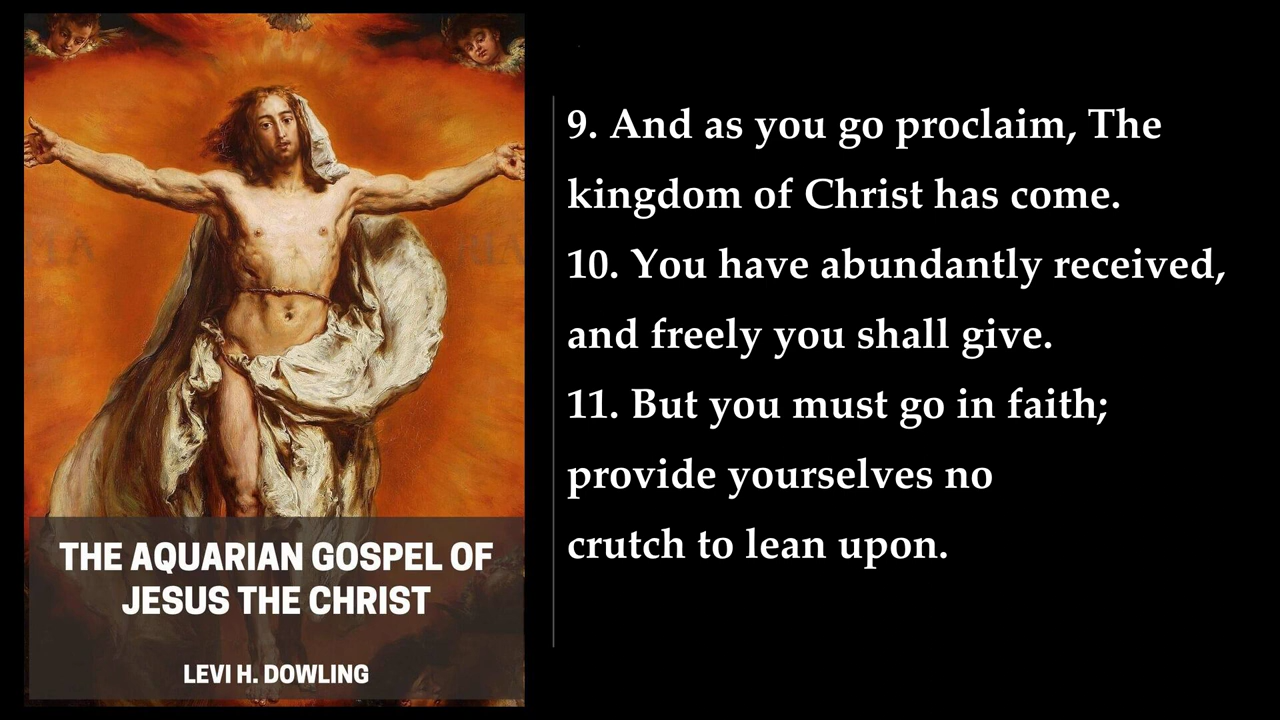 THE AQUARIAN GOSPEL OF
JESUS THE CHRIST
LEVI H. DOWLING
9. And as you go proclaim, The
kingdom of Christ has come.
10. You have abundantly received,
and freely you shall give.
11. But you must go in faith;
provide yourselves no
crutch to lean upon.